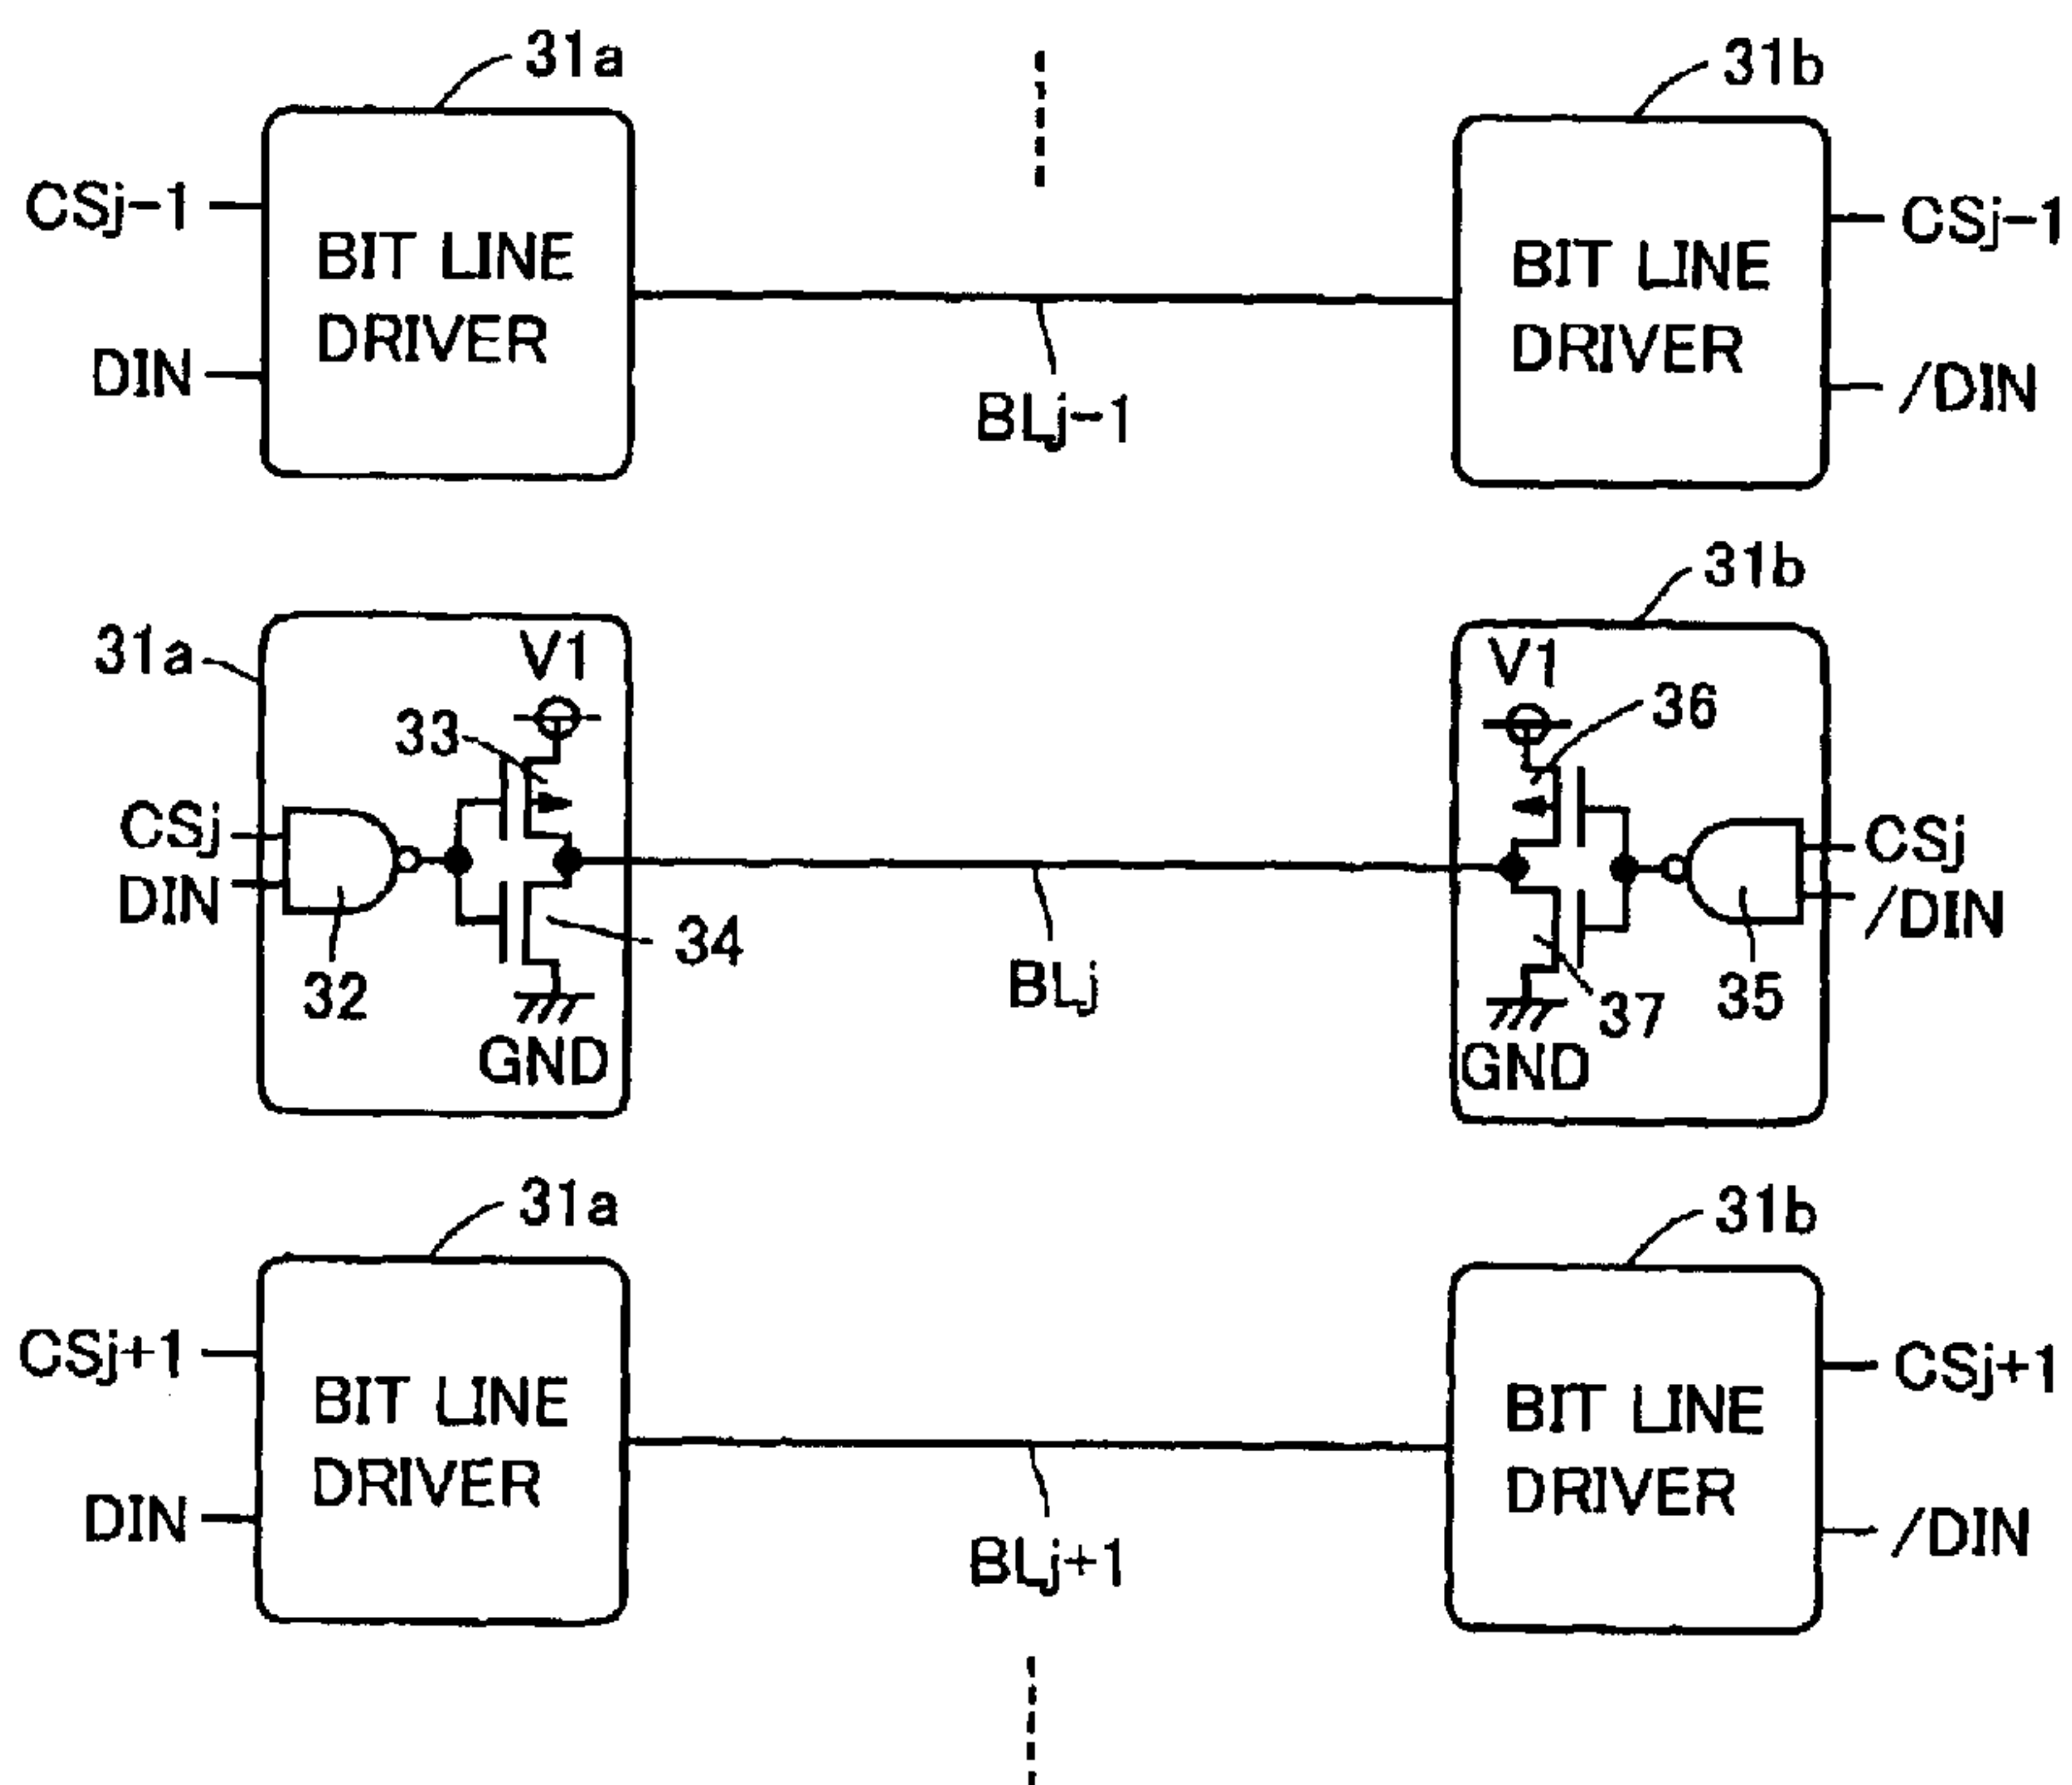 31a
31b
CSj-1
BIT LINE
DRIVER
DIN
BLj-1
BIT LINE
DRIVER
CSj-1
/DIN
31a
V1
33
CSj
DIN
32
34
GND
BLj
31b
V1
36
CSj
/DIN
35
37
GND
31a
31b
CSj+1
BIT LINE
DRIVER
DIN
BLj+1
BIT LINE
DRIVER
CSj+1
/DIN